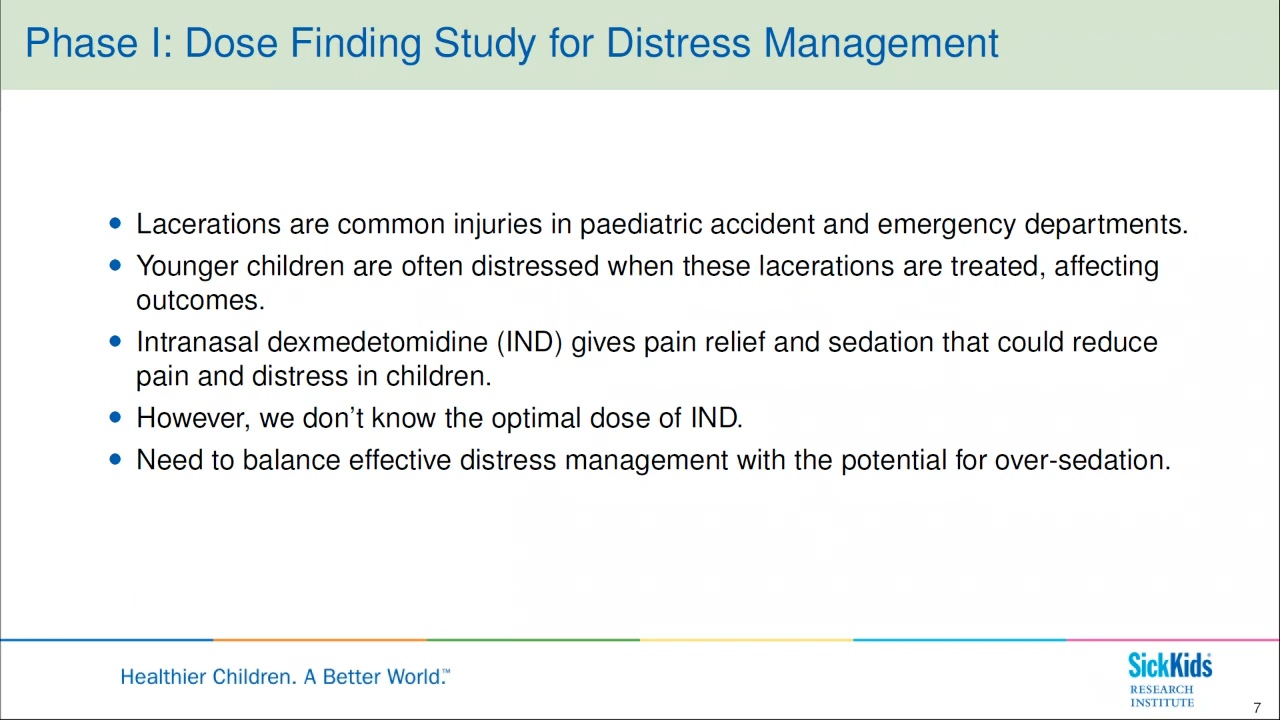 Phase I: Dose Finding Study for Distress Management
Lacerations are common injuries in paediatric accident and emergency departments.
Younger children are often distressed when these lacerations are treated, affecting
outcomes.
Intranasal dexmedetomidine (IND) gives pain relief and sedation that could reduce
pain and distress in children.
However, we don't know the optimal dose of IND.
Need to balance effective distress management with the potential for over-sedation.
Healthier Children. A Better World.™
SickKids®
RESEARCH
INSTITUTE
7